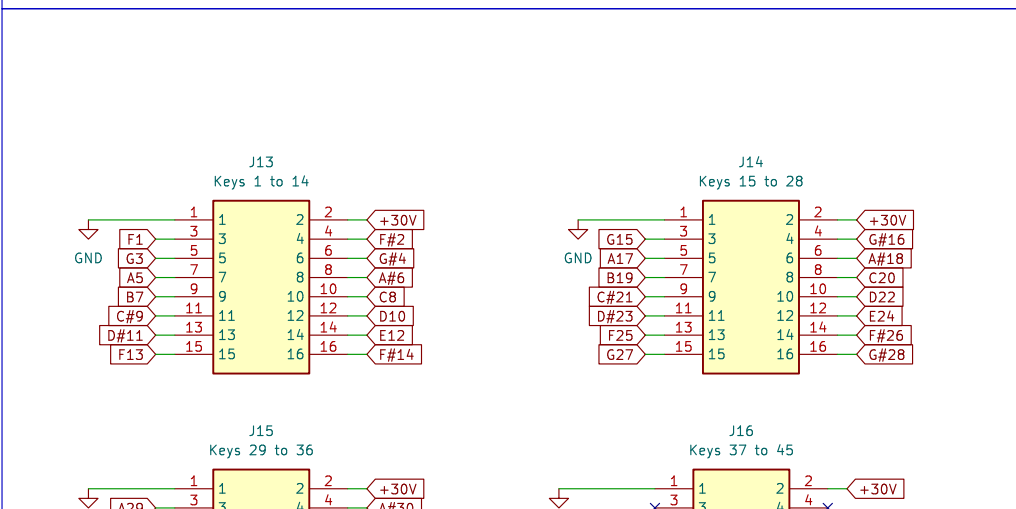 J13
Keys 1 to 14
1 1 2 2 +30V
F1 3 3 4 4 F#2
GND G3 5 5 6 6 G#4
A5 7 7 8 8 A#6
B7 9 9 10 10 C8
C#9 11 11 12 12 D10
D#11 13 13 14 14 E12
F13 15 15 16 16 F#14
J14
Keys 15 to 28
1 1 2 2 +30V
G15 3 3 4 4 G#16
GND A17 5 5 6 6 A#18
B19 7 7 8 8 C20
C#21 9 9 10 10 D22
D#23 11 11 12 12 E24
F25 13 13 14 14 F#26
G27 15 15 16 16 G#28
J15
Keys 29 to 36
1 1 2 2 +30V
A29 3 3 4 4 A#30
J16
Keys 37 to 45
1 1 2 2 +30V
3 3 4 4